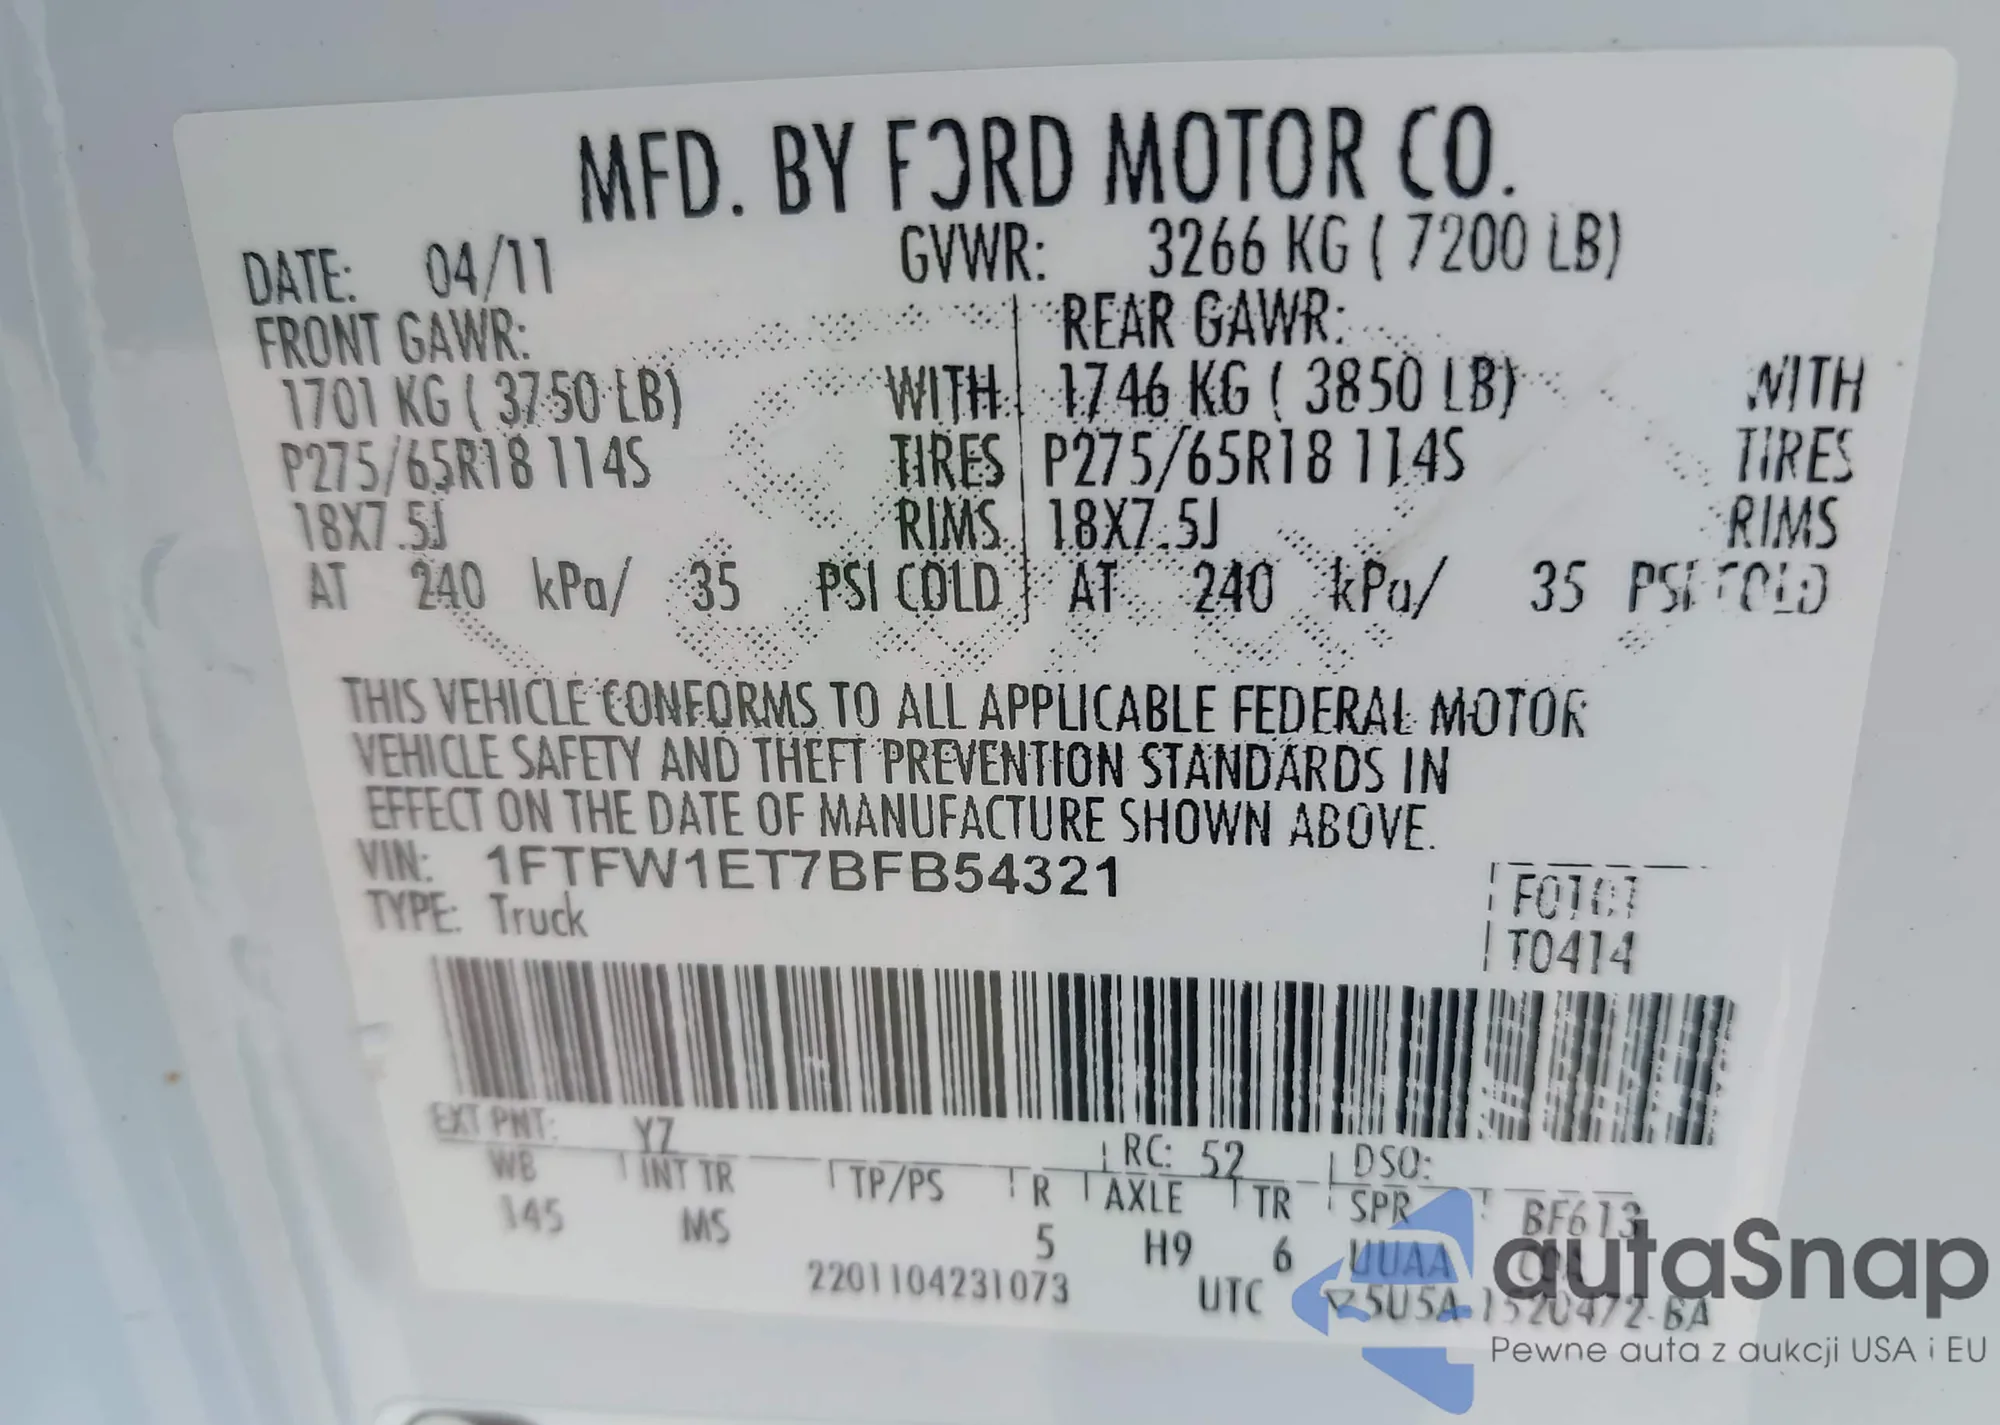 MFD. BY FORD MOTOR CO.
DATE: 04/11 GVWR: 3266 KG ( 7200 LB)
FRONT GAWR: REAR GAWR:
1701 KG ( 3750 LB) WITH 1746 KG ( 3850 LB) WITH
P275/65R18 114S TIRES P275/65R18 114S TIRES
18X7.5J RIMS 18X7.5J RIMS
AT 240 kPa/ 35 PSI COLD AT 240 kPa/ 35 PSI COLD
THIS VEHICLE CONFORMS TO ALL APPLICABLE FEDERAL MOTOR
VEHICLE SAFETY AND THEFT PREVENTION STANDARDS IN
EFFECT ON THE DATE OF MANUFACTURE SHOWN ABOVE.
VIN: 1FTFW1ET7BFB54321
TYPE: Truck
T0414
EXT PNT: YZ RC: 52 DSO:
WB INT TR TP/PS R AXLE TR SPR BF613
145 MS 5 H9 6 UUAA
2201104231073 UTC
autaSnap
Pewne auta z aukcji USA i EU